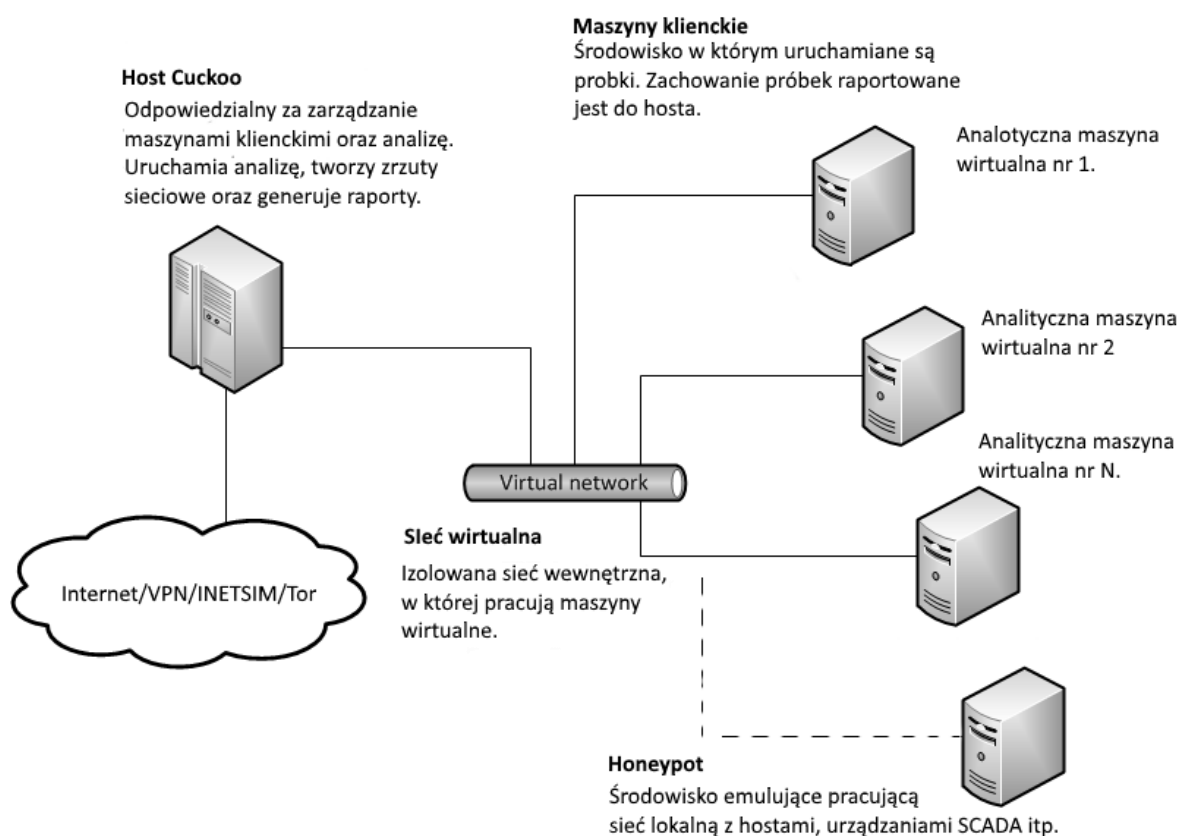 Maszyny klienckie
Środowisko w którym uruchamiane są
probki. Zachowanie próbek raportowane
jest do hosta.
Host Cuckoo
Odpowiedzialny za zarządzanie
maszynami klienckimi oraz analizę.
Uruchamia analizę, tworzy zrzuty
sieciowe oraz generuje raporty.
Analotyczna maszyna
wirtualna nr 1.
Analityczna maszyna
wirtualna nr 2
Analityczna maszyna
wirtualna nr N.
Virtual network
SIeć wirtualna
Izolowana sieć wewnętrzna,
w której pracują maszyny
wirtualne.
Internet/VPN/INETSIM/Tor
Honeypot
Środowisko emulujące pracującą
sieć lokalną z hostami, urządzaniami SCADA itp.